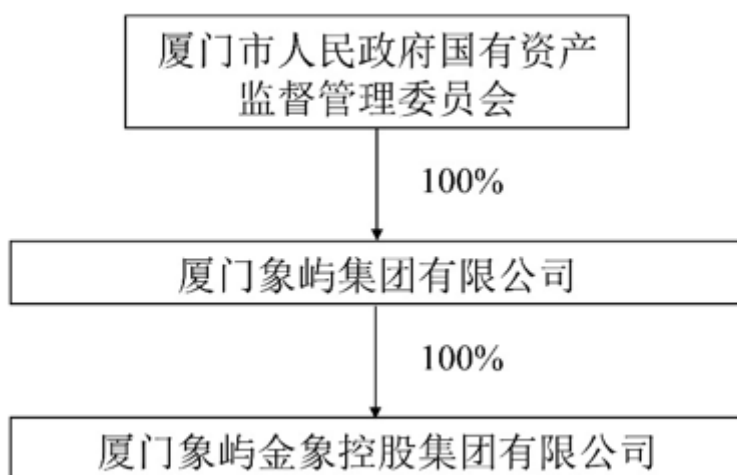 厦门市人民政府国有资产
监督管理委员会
100%
厦门象屿集团有限公司
100%
厦门象屿金象控股集团有限公司